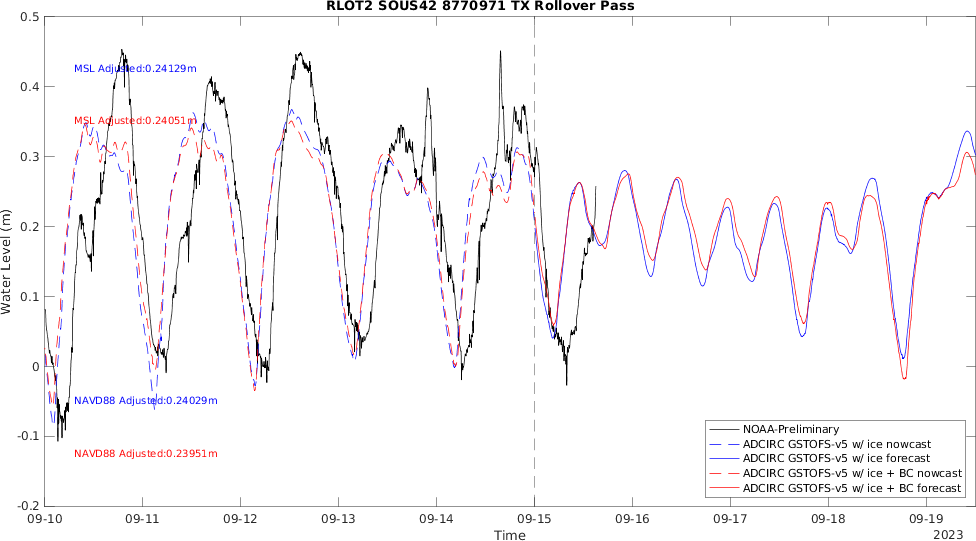 RLOT2 SOUS42 8770971 TX Rollover Pass
0.5
0.4
0.3
0.2
0.1
0
-0.1
-0.2
Water Level (m)
MSL Adjusted:0.24129m
MSL Adjusted:0.24051m
NAVD88 Adjusted:0.24029m
NAVD88 Adjusted:0.23951m
NOAA-Preliminary
ADCIRC GSTOFS-v5 w/ ice nowcast
ADCIRC GSTOFS-v5 w/ ice forecast
ADCIRC GSTOFS-v5 w/ice + BC nowcast
ADCIRC GSTOFS-v5 w/ice + BC forecast
09-10 09-11 09-12 09-13 09-14 09-15 09-16 09-17 09-18 09-19
Time
2023